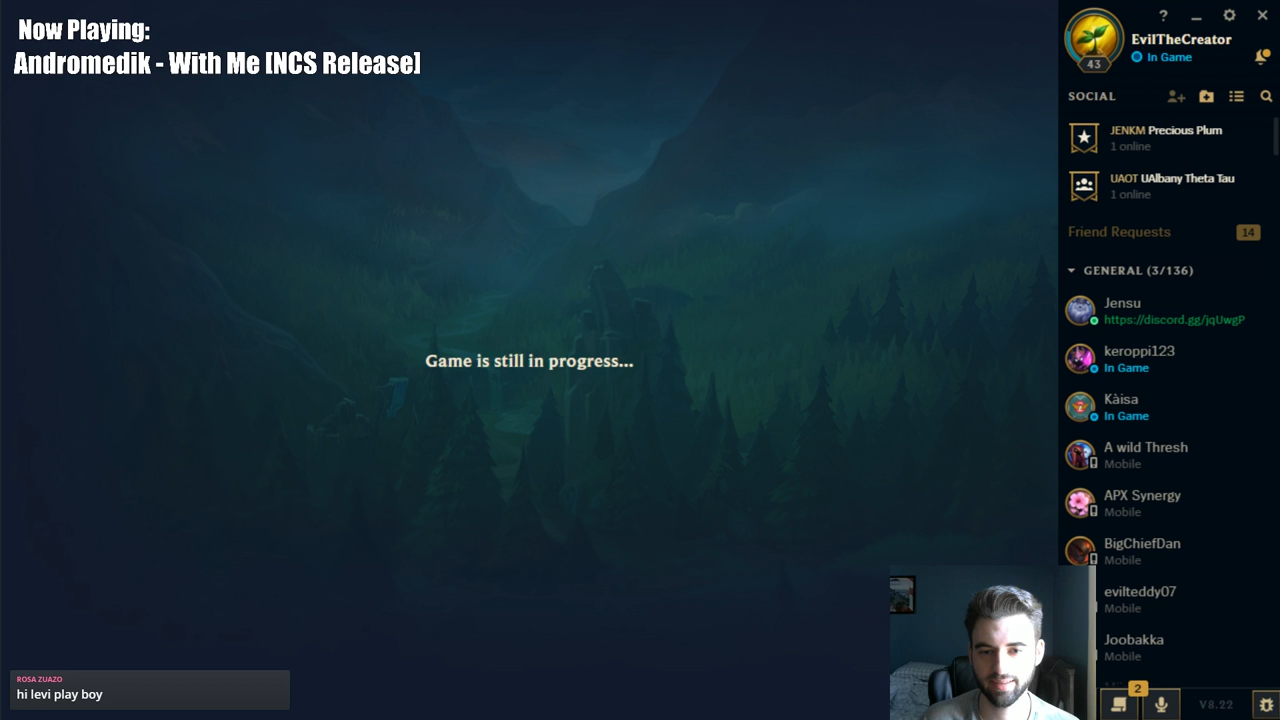 Now Playing:
Andromedik - With Me [NCS Release]
?
EvilTheCreator
In Game
43
SOCIAL
JENKM Precious Plum
1 online
UAOT UAlbany Theta Tau
1 online
Friend Requests
14
GENERAL (3/136)
Jensu
https://discord.gg/jqUwgP
keroppi123
In Game
Kàisa
In Game
A wild Thresh
Mobile
APX Synergy
Mobile
BigChiefDan
Mobile
evilteddy07
Mobile
Joobakka
Mobile
2
V8.22
Game is still in progress...
ROSA ZUAZO
hi levi play boy